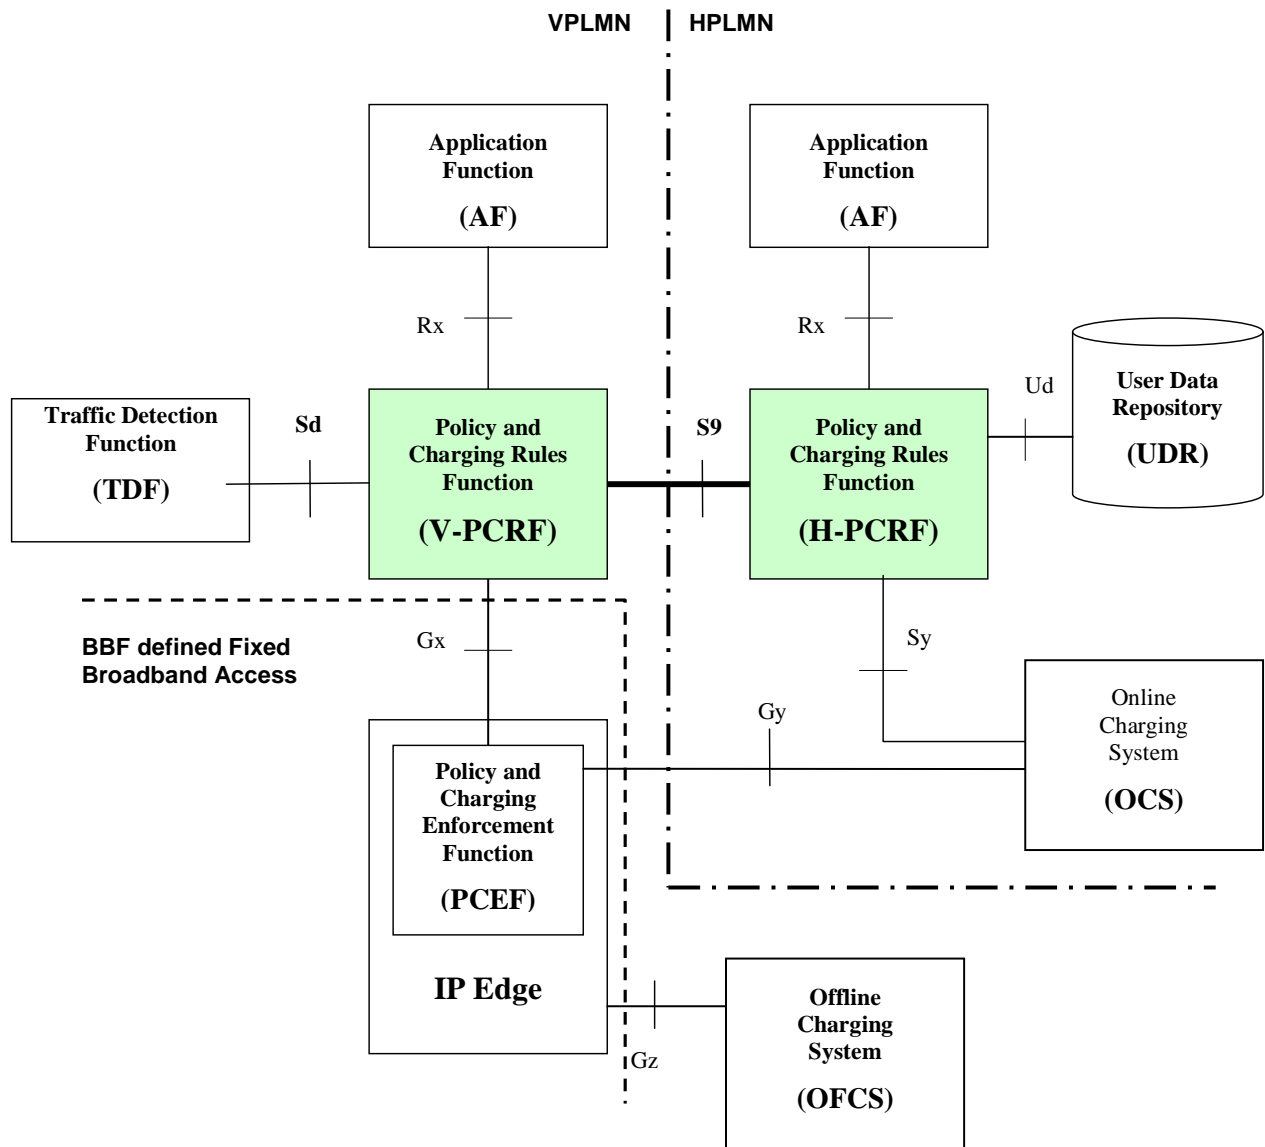 VPLMN
HPLMN
Application
Function
(AF)
Application
Function
(AF)
Rx
Rx
Traffic Detection
Function
(TDF)
Sd
Policy and
Charging Rules
Function
(V-PCRF)
S9
Policy and
Charging Rules
Function
(H-PCRF)
Ud
User Data
Repository
(UDR)
BBF defined Fixed
Broadband Access
Gx
Sy
Gy
Online
Charging
System
(OCS)
Policy and
Charging
Enforcement
Function
(PCEF)
IP Edge
Gz
Offline
Charging
System
(OFCS)